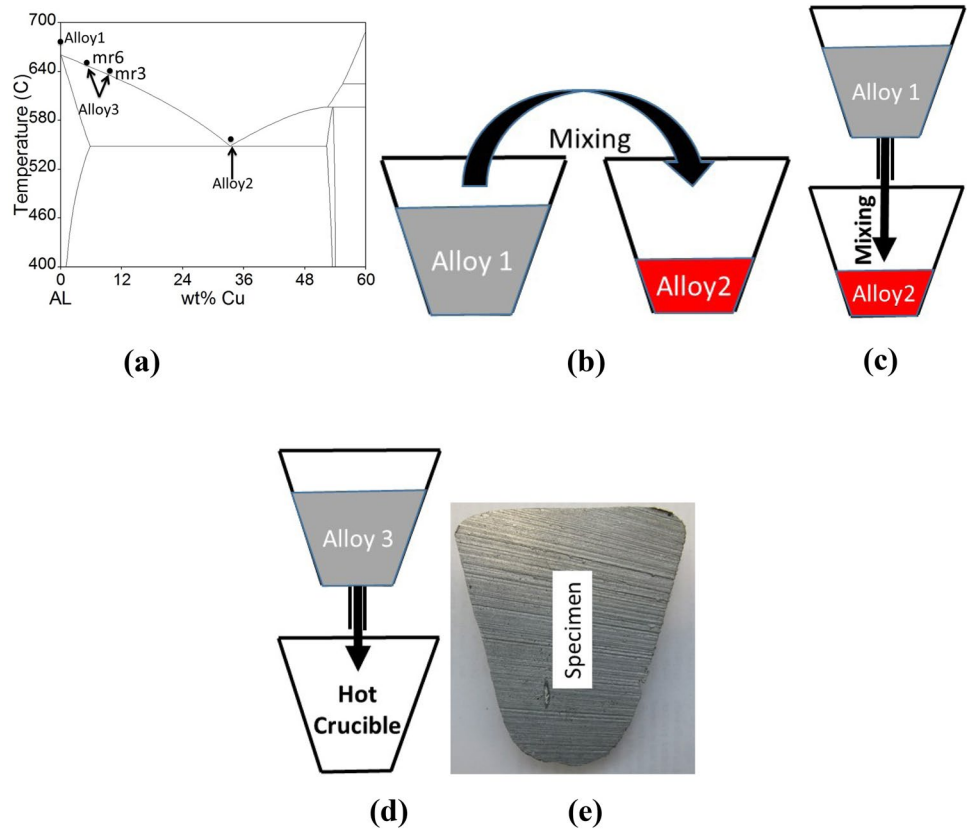 700
640
580
520
460
400
Temperature (C)
Alloy1
mr6
mr3
Alloy3
Alloy2
0 12 24 36 48 60
AL wt% Cu
(a)
Mixing
Alloy 1
Alloy2
(b)
Alloy 1
Mixing
Alloy2
(c)
Alloy 3
Hot
Crucible
(d)
Specimen
(e)